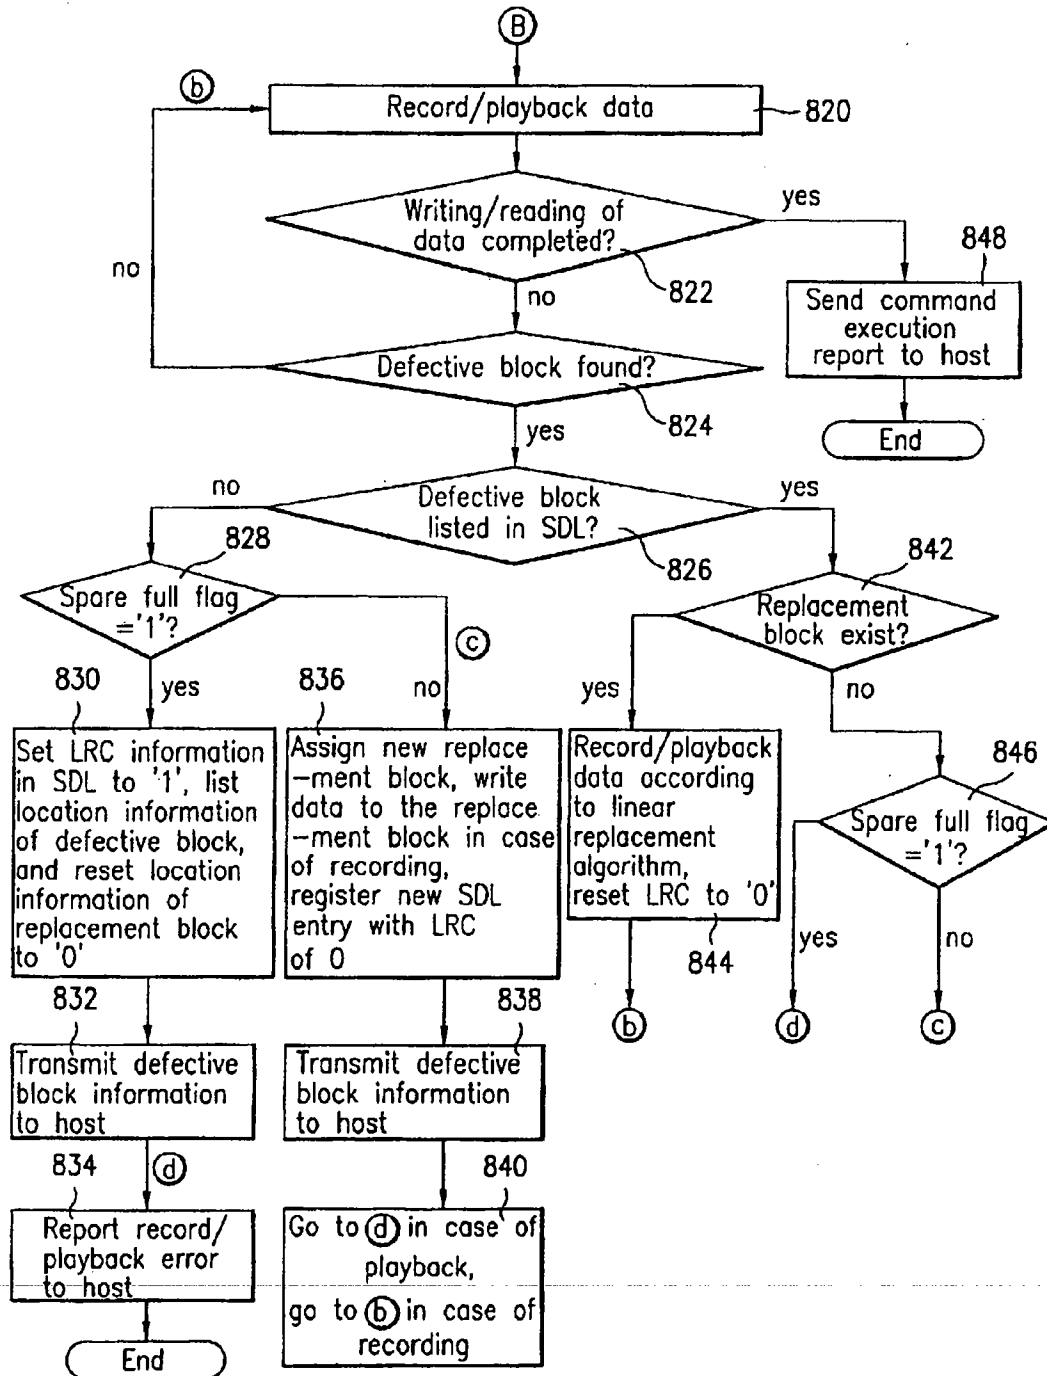 B
b
Record/playback data
820
Writing/reading of
data completed?
822
yes
no
no
848
Send command
execution
report to host
End
Defective block found?
824
yes
no
Defective block
listed in SDL?
826
yes
828
Spare full flag
='1'?
842
Replacement
block exist?
c
830
yes
836
no
yes
no
Set LRC information
in SDL to '1', list
location information
of defective block,
and reset location
information of
replacement block
to '0'
Assign new replace
-ment block, write
data to the replace
-ment block in case
of recording,
register new SDL
entry with LRC
of 0
Record/playback
data according
to linear
replacement
algorithm,
reset LRC to '0'
844
846
Spare full flag
='1'?
yes
no
b
d
c
832
Transmit defective
block information
to host
838
Transmit defective
block information
to host
834
d
Report record/
playback error
to host
End
840
Go to d in case of
playback,
go to b in case of
recording